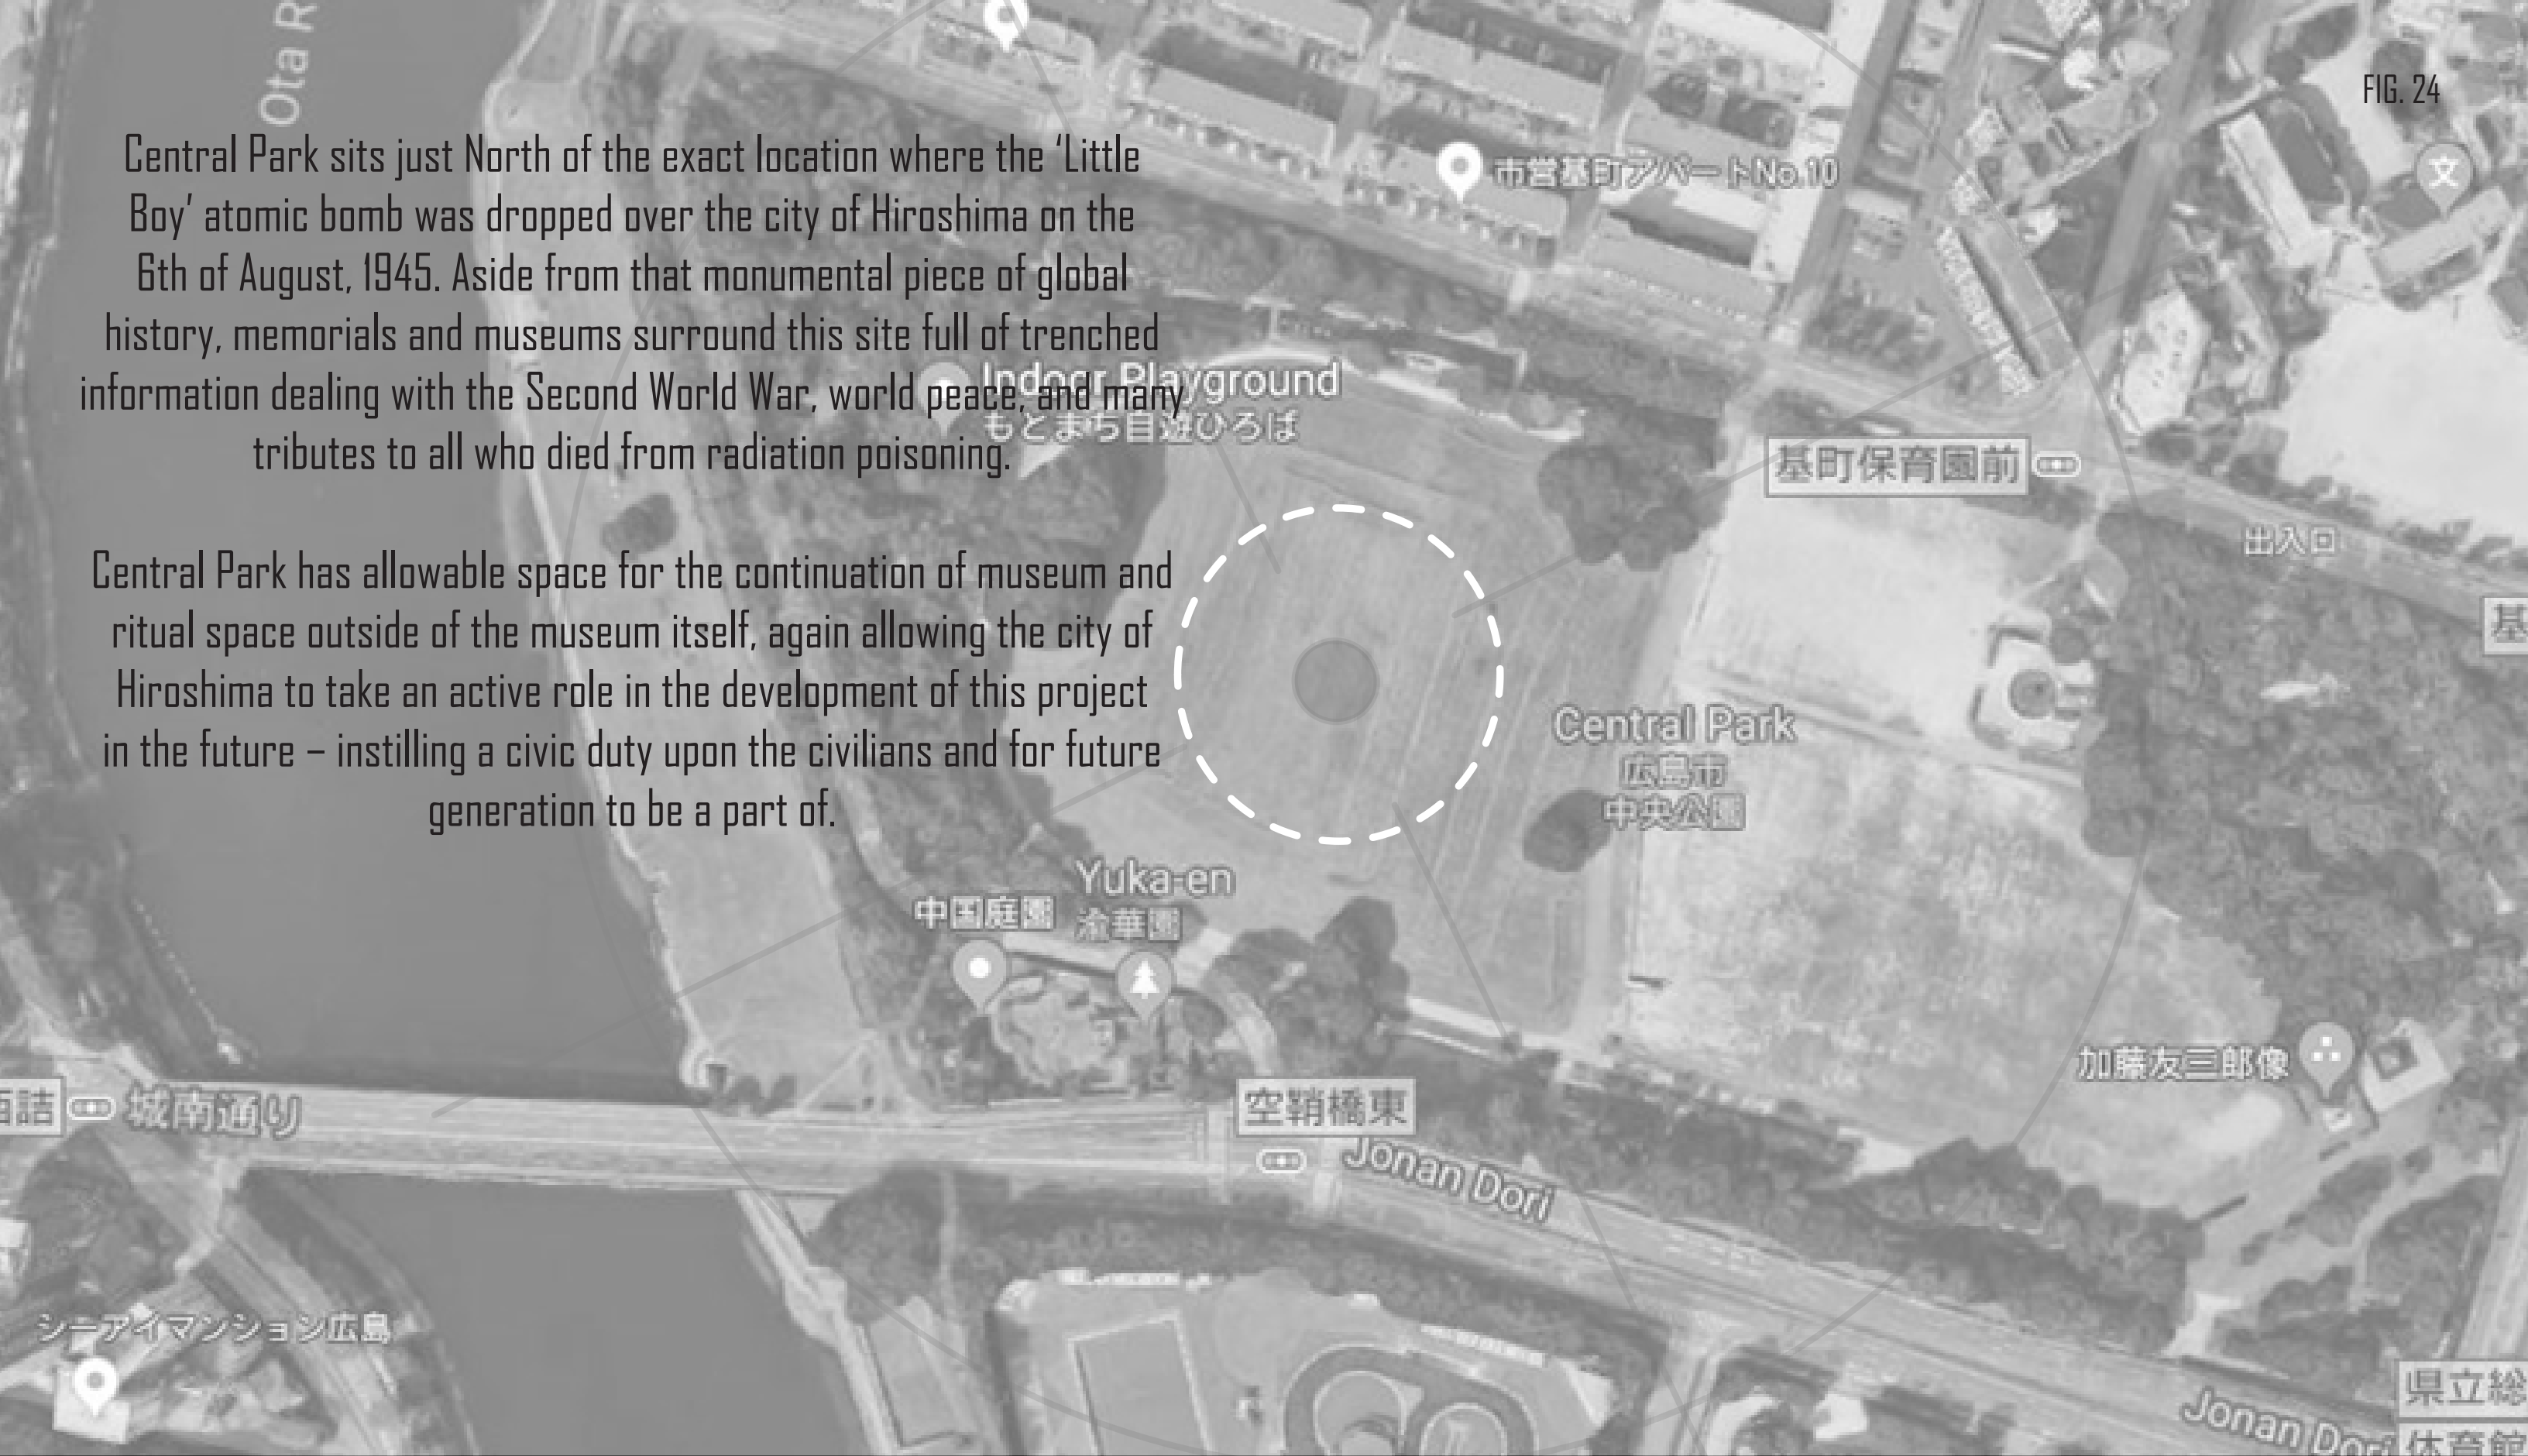 Ota R
FIG. 24
Central Park sits just North of the exact location where the ‘Little
Boy’ atomic bomb was dropped over the city of Hiroshima on the
6th of August, 1945. Aside from that monumental piece of global
history, memorials and museums surround this site full of trenched
information dealing with the Second World War, world peace, and many
tributes to all who died from radiation poisoning.
Central Park has allowable space for the continuation of museum and
ritual space outside of the museum itself, again allowing the city of
Hiroshima to take an active role in the development of this project
in the future – instilling a civic duty upon the civilians and for future
generation to be a part of.
市営基町アパートNo.10
文
Indoor Playground
もとまち自遊ひろば
基町保育園前
出入口
基
Central Park
広島市
中央公園
Yuka-en
渝華園
中国庭園
加藤友三郎像
詰
城南通り
空鞘橋東
Jonan Dori
シーアイマンション広島
県立総
Jonan Dori
体育館